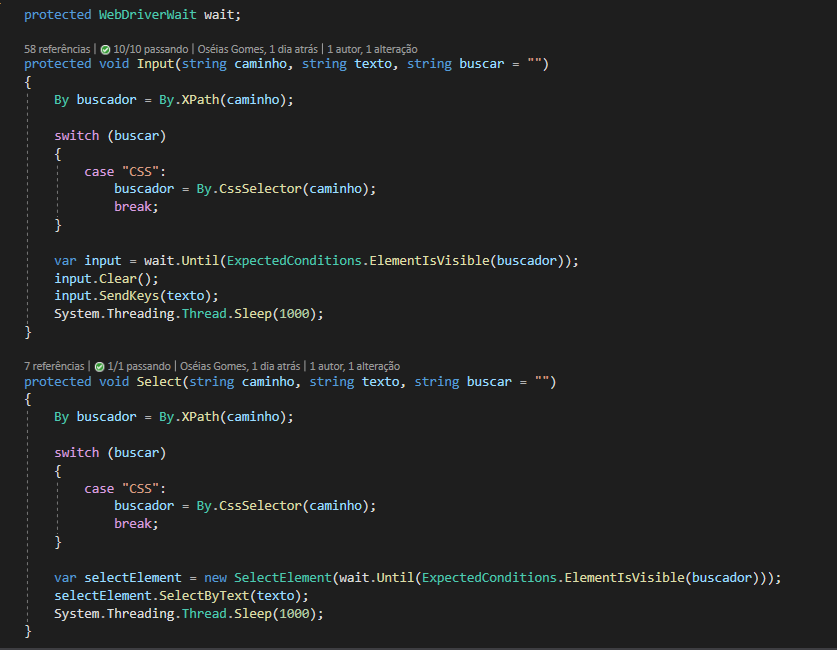 protected WebDriverWait wait;
58 referências | 10/10 passando | Oséias Gomes, 1 dia atrás | 1 autor, 1 alteração
protected void Input(string caminho, string texto, string buscar = "")
{
By buscador = By.XPath(caminho);
switch (buscar)
{
case "CSS":
buscador = By.CssSelector(caminho);
break;
}
var input = wait.Until(ExpectedConditions.ElementIsVisible(buscador));
input.Clear();
input.SendKeys(texto);
System.Threading.Thread.Sleep(1000);
}
7 referências | 1/1 passando | Oséias Gomes, 1 dia atrás | 1 autor, 1 alteração
protected void Select(string caminho, string texto, string buscar = "")
{
By buscador = By.XPath(caminho);
switch (buscar)
{
case "CSS":
buscador = By.CssSelector(caminho);
break;
}
var selectElement = new SelectElement(wait.Until(ExpectedConditions.ElementIsVisible(buscador)));
selectElement.SelectByText(texto);
System.Threading.Thread.Sleep(1000);
}